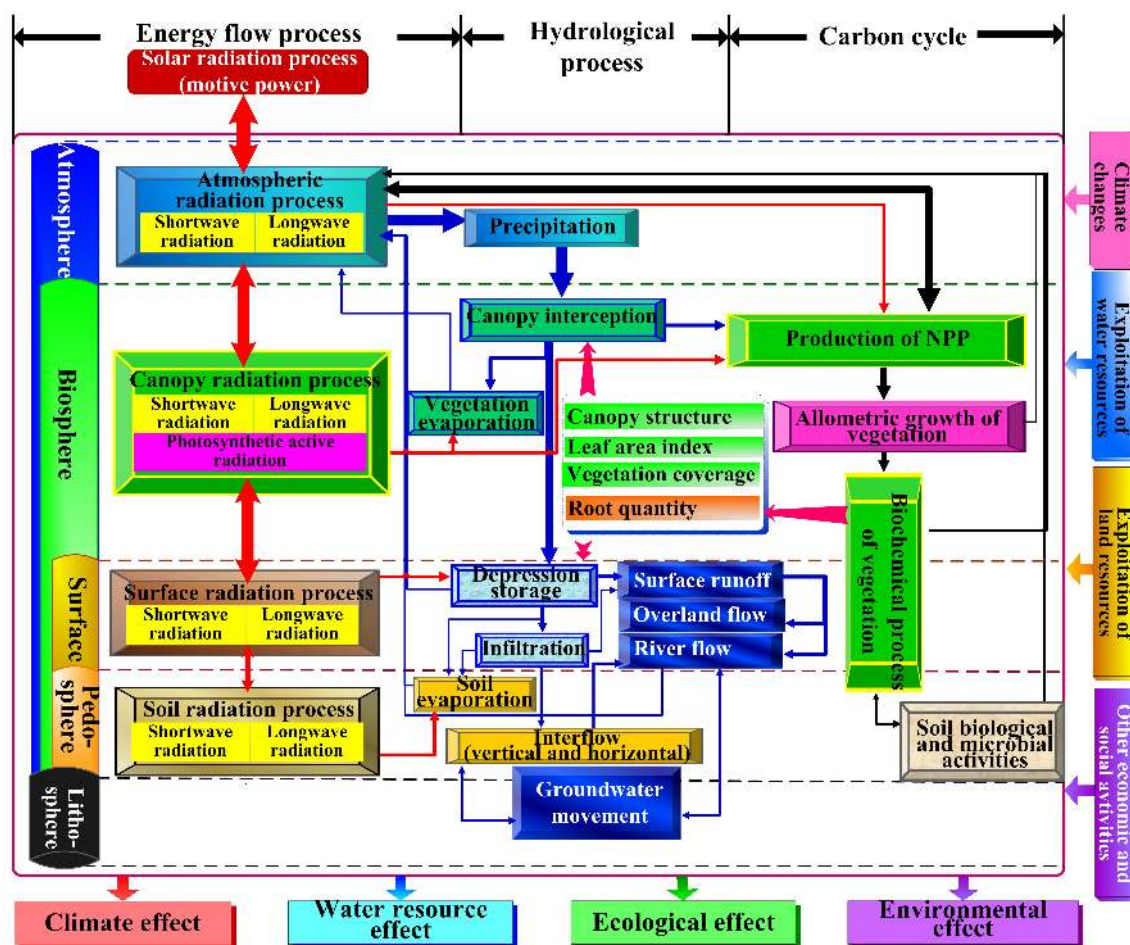 Energy flow process
Hydrological
process
Carbon cycle
Solar radiation process
(motive power)
Atmosphere
Atmospheric
radiation process
Shortwave
radiation
Longwave
radiation
Precipitation
Climate
changes
Biosphere
Canopy interception
Production of NPP
Exploitation of
water resources
Canopy radiation process
Shortwave
radiation
Longwave
radiation
Photosynthetic active
radiation
Vegetation
evaporation
Canopy structure
Leaf area index
Vegetation coverage
Root quantity
Allometric growth of
vegetation
Biochemical process
of vegetation
Exploitation of
land resources
Surface
Surface radiation process
Shortwave
radiation
Longwave
radiation
Depression
storage
Infiltration
Surface runoff
Overland flow
River flow
Pedo-
sphere
Soil radiation process
Shortwave
radiation
Longwave
radiation
Soil
evaporation
Interflow
(vertical and horizontal)
Soil biological
and microbial
activities
Other economic and
social avtivities
Litho-
sphere
Groundwater
movement
Climate effect
Water resource
effect
Ecological effect
Environmental
effect